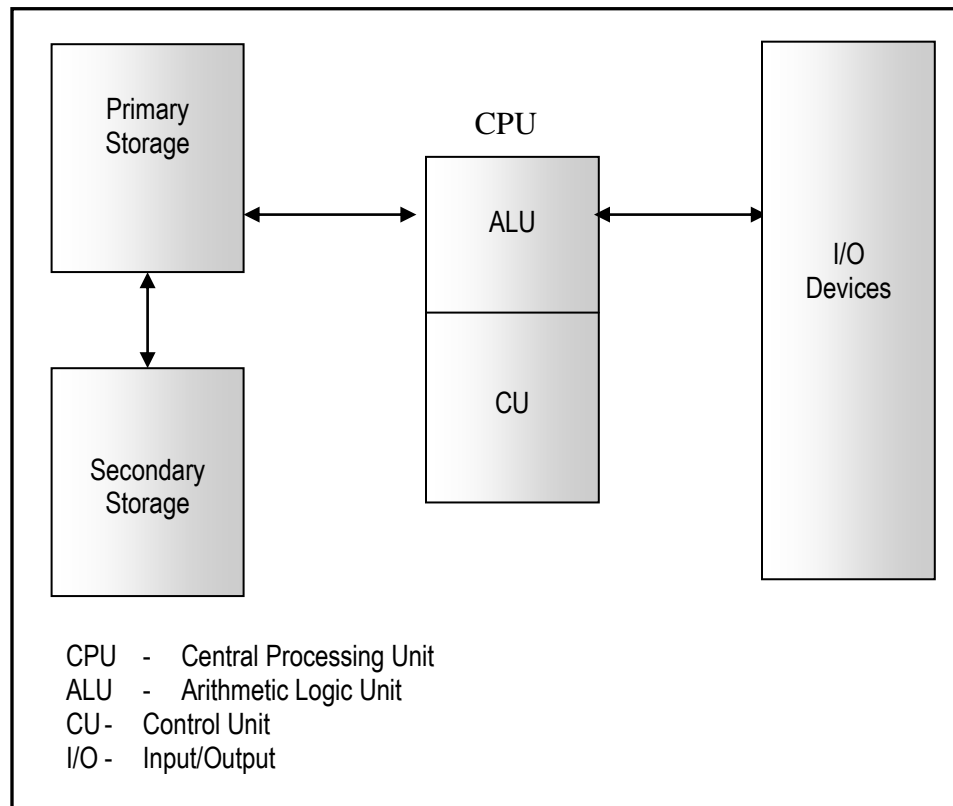 Primary
Storage
CPU
ALU
I/O
Devices
CU
Secondary
Storage
CPU - Central Processing Unit
ALU - Arithmetic Logic Unit
CU - Control Unit
I/O - Input/Output